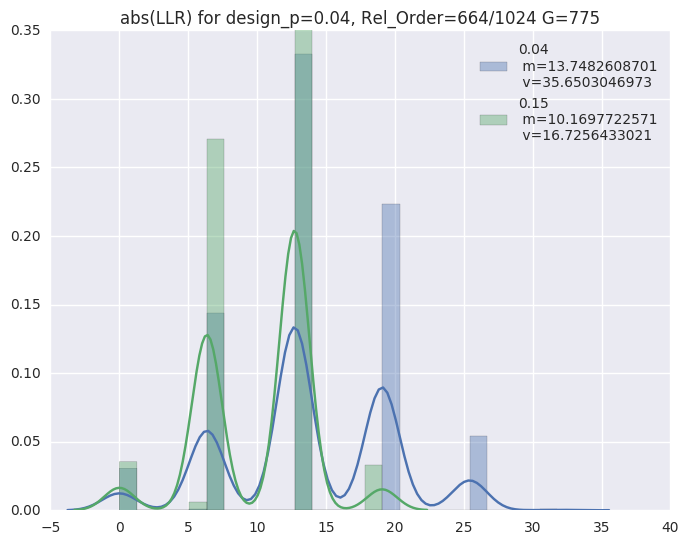 abs(LLR) for design_p=0.04, Rel_Order=664/1024 G=775
0.04
m=13.7482608701
v=35.6503046973
0.15
m=10.1697722571
v=16.7256433021
0.35
0.30
0.25
0.20
0.15
0.10
0.05
0.00
−5 0 5 10 15 20 25 30 35 40